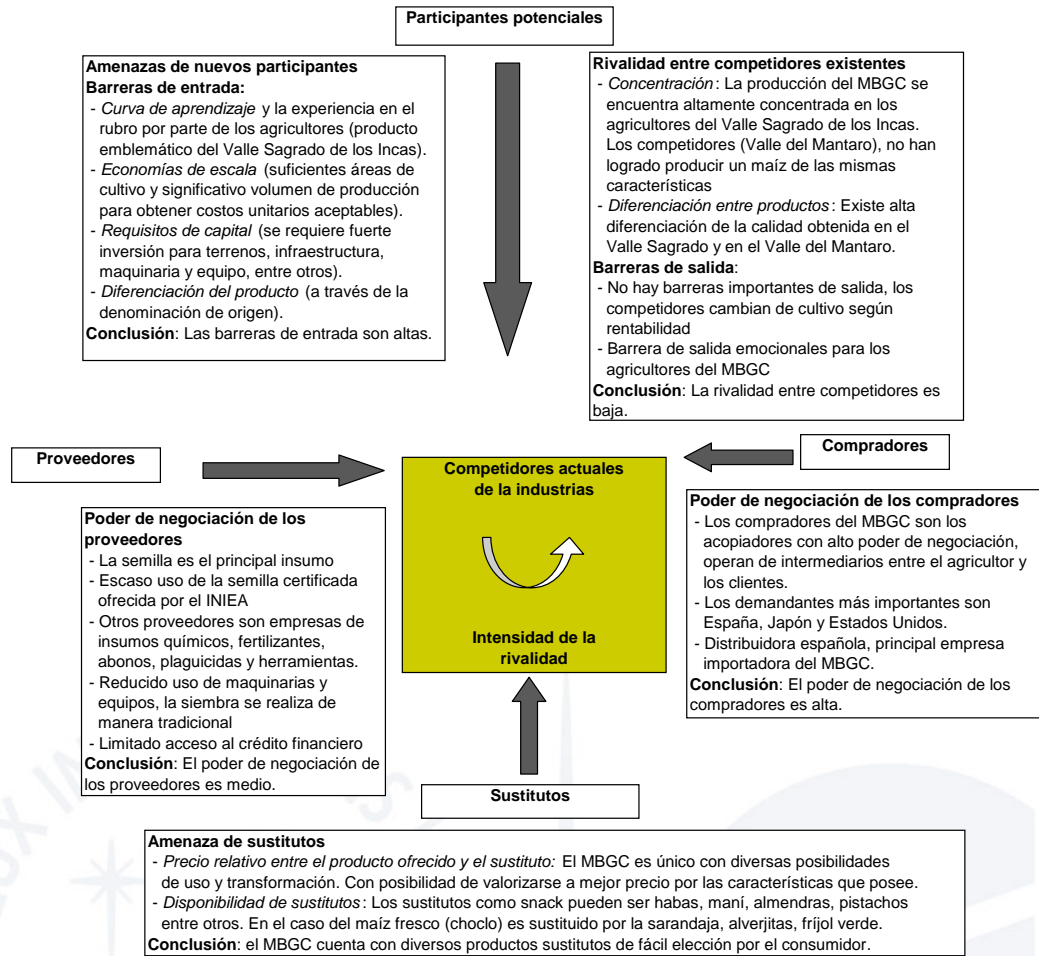 Participantes potenciales
Amenazas de nuevos participantes
Barreras de entrada:
- Curva de aprendizaje y la experiencia en el
rubro por parte de los agricultores (producto
emblemático del Valle Sagrado de los Incas).
- Economías de escala (suficientes áreas de
cultivo y significativo volumen de producción
para obtener costos unitarios aceptables).
- Requisitos de capital (se requiere fuerte
inversión para terrenos, infraestructura,
maquinaria y equipo, entre otros).
- Diferenciación del producto (a través de la
denominación de origen).
Conclusión: Las barreras de entrada son altas.
Rivalidad entre competidores existentes
- Concentración: La producción del MBGC se
encuentra altamente concentrada en los
agricultores del Valle Sagrado de los Incas.
Los competidores (Valle del Mantaro), no han
logrado producir un maíz de las mismas
características
- Diferenciación entre productos: Existe alta
diferenciación de la calidad obtenida en el
Valle Sagrado y en el Valle del Mantaro.
Barreras de salida:
- No hay barreras importantes de salida, los
competidores cambian de cultivo según
rentabilidad
- Barrera de salida emocionales para los
agricultores del MBGC
Conclusión: La rivalidad entre competidores es
baja.
Proveedores
Competidores actuales
de la industrias
Intensidad de la
rivalidad
Compradores
Poder de negociación de los
proveedores
- La semilla es el principal insumo
- Escaso uso de la semilla certificada
ofrecida por el INIEA
- Otros proveedores son empresas de
insumos químicos, fertilizantes,
abonos, plaguicidas y herramientas.
- Reducido uso de maquinarias y
equipos, la siembra se realiza de
manera tradicional
- Limitado acceso al crédito financiero
Conclusión: El poder de negociación de
los proveedores es medio.
Poder de negociación de los compradores
- Los compradores del MBGC son los
acopiadores con alto poder de negociación,
operan de intermediarios entre el agricultor y
los clientes.
- Los demandantes más importantes son
España, Japón y Estados Unidos.
- Distribuidora española, principal empresa
importadora del MBGC.
Conclusión: El poder de negociación de los
compradores es alta.
Sustitutos
Amenaza de sustitutos
- Precio relativo entre el producto ofrecido y el sustituto: El MBGC es único con diversas posibilidades
de uso y transformación. Con posibilidad de valorizarse a mejor precio por las características que posee.
- Disponibilidad de sustitutos: Los sustitutos como snack pueden ser habas, maní, almendras, pistachos
entre otros. En el caso del maíz fresco (choclo) es sustituido por la sarandaja, alverjitas, fríjol verde.
Conclusión: el MBGC cuenta con diversos productos sustitutos de fácil elección por el consumidor.